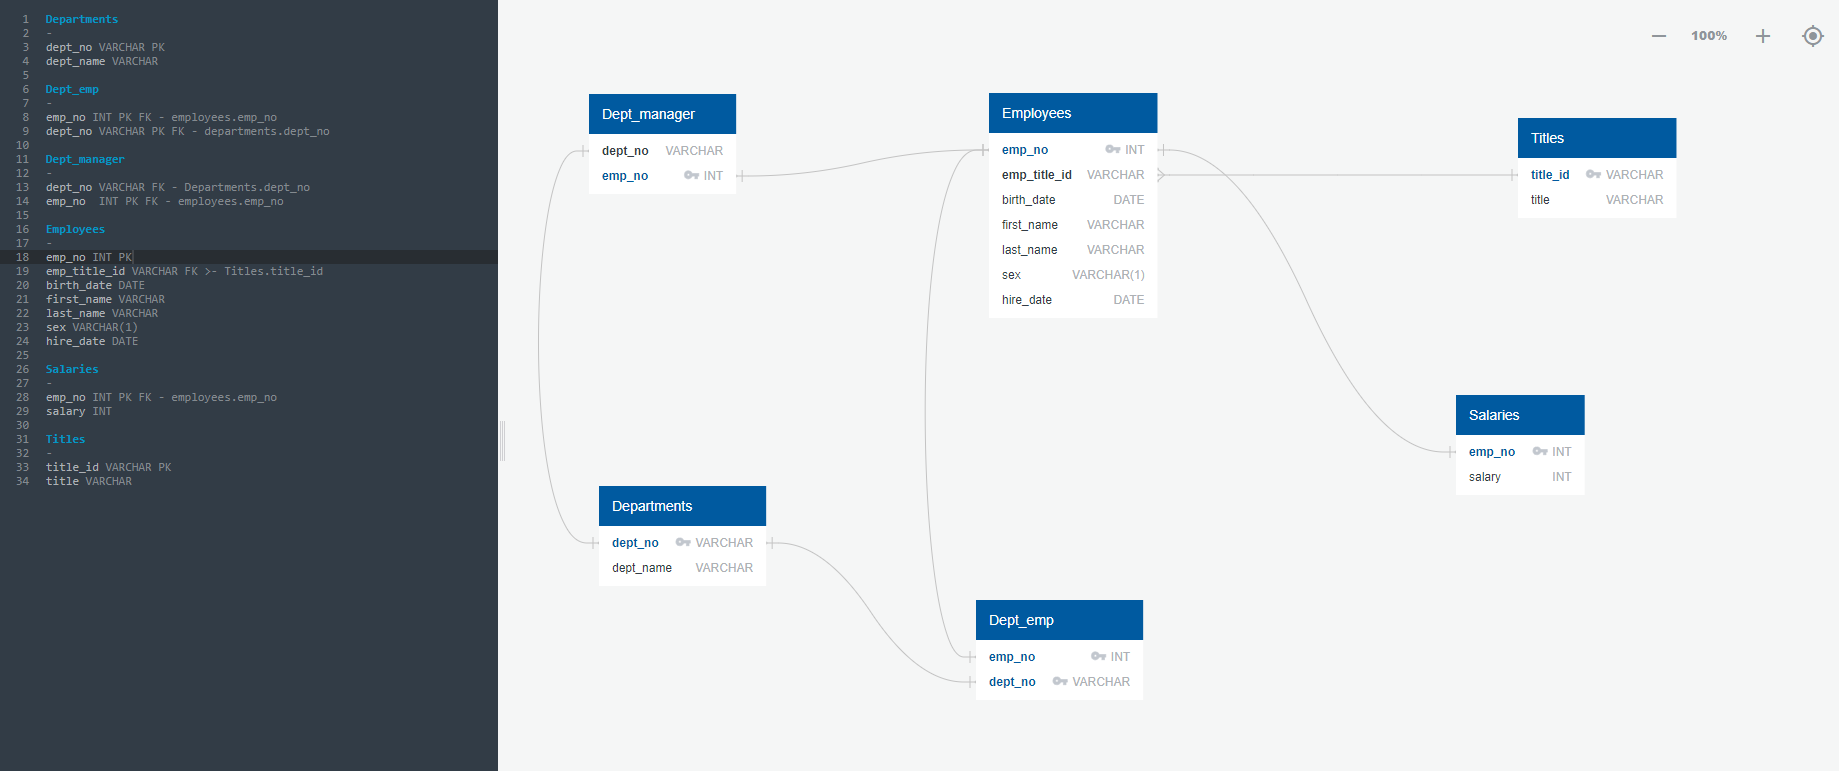 1 Departments
2 -
3 dept_no VARCHAR PK
4 dept_name VARCHAR
5
6 Dept_emp
7 -
8 emp_no INT PK FK - employees.emp_no
9 dept_no VARCHAR PK FK - departments.dept_no
10
11 Dept_manager
12 -
13 dept_no VARCHAR FK - Departments.dept_no
14 emp_no  INT PK FK - employees.emp_no
15
16 Employees
17 -
18 emp_no INT PK
19 emp_title_id VARCHAR FK >- Titles.title_id
20 birth_date DATE
21 first_name VARCHAR
22 last_name VARCHAR
23 sex VARCHAR(1)
24 hire_date DATE
25
26 Salaries
27 -
28 emp_no INT PK FK - employees.emp_no
29 salary INT
30
31 Titles
32 -
33 title_id VARCHAR PK
34 title VARCHAR
100%
Dept_manager
dept_no VARCHAR
emp_no INT
Employees
emp_no INT
emp_title_id VARCHAR
birth_date DATE
first_name VARCHAR
last_name VARCHAR
sex VARCHAR(1)
hire_date DATE
Titles
title_id VARCHAR
title VARCHAR
Salaries
emp_no INT
salary INT
Departments
dept_no VARCHAR
dept_name VARCHAR
Dept_emp
emp_no INT
dept_no VARCHAR